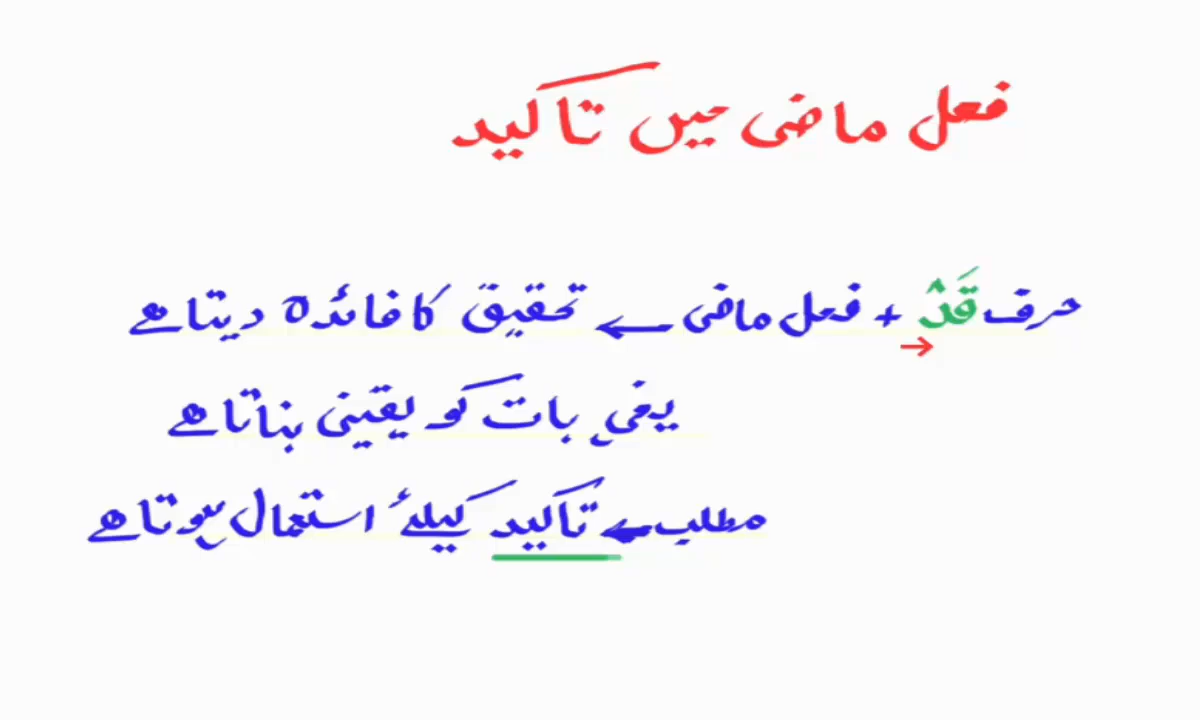 فعل ماضی میں تاکید
حرف قَدْ + فعل ماضی ← تحقیق کا فائدہ دیتا ہے
یعنی بات کو یقینی بناتا ہے
مطلب ← تاکید کیلئے استعمال ہوتا ہے